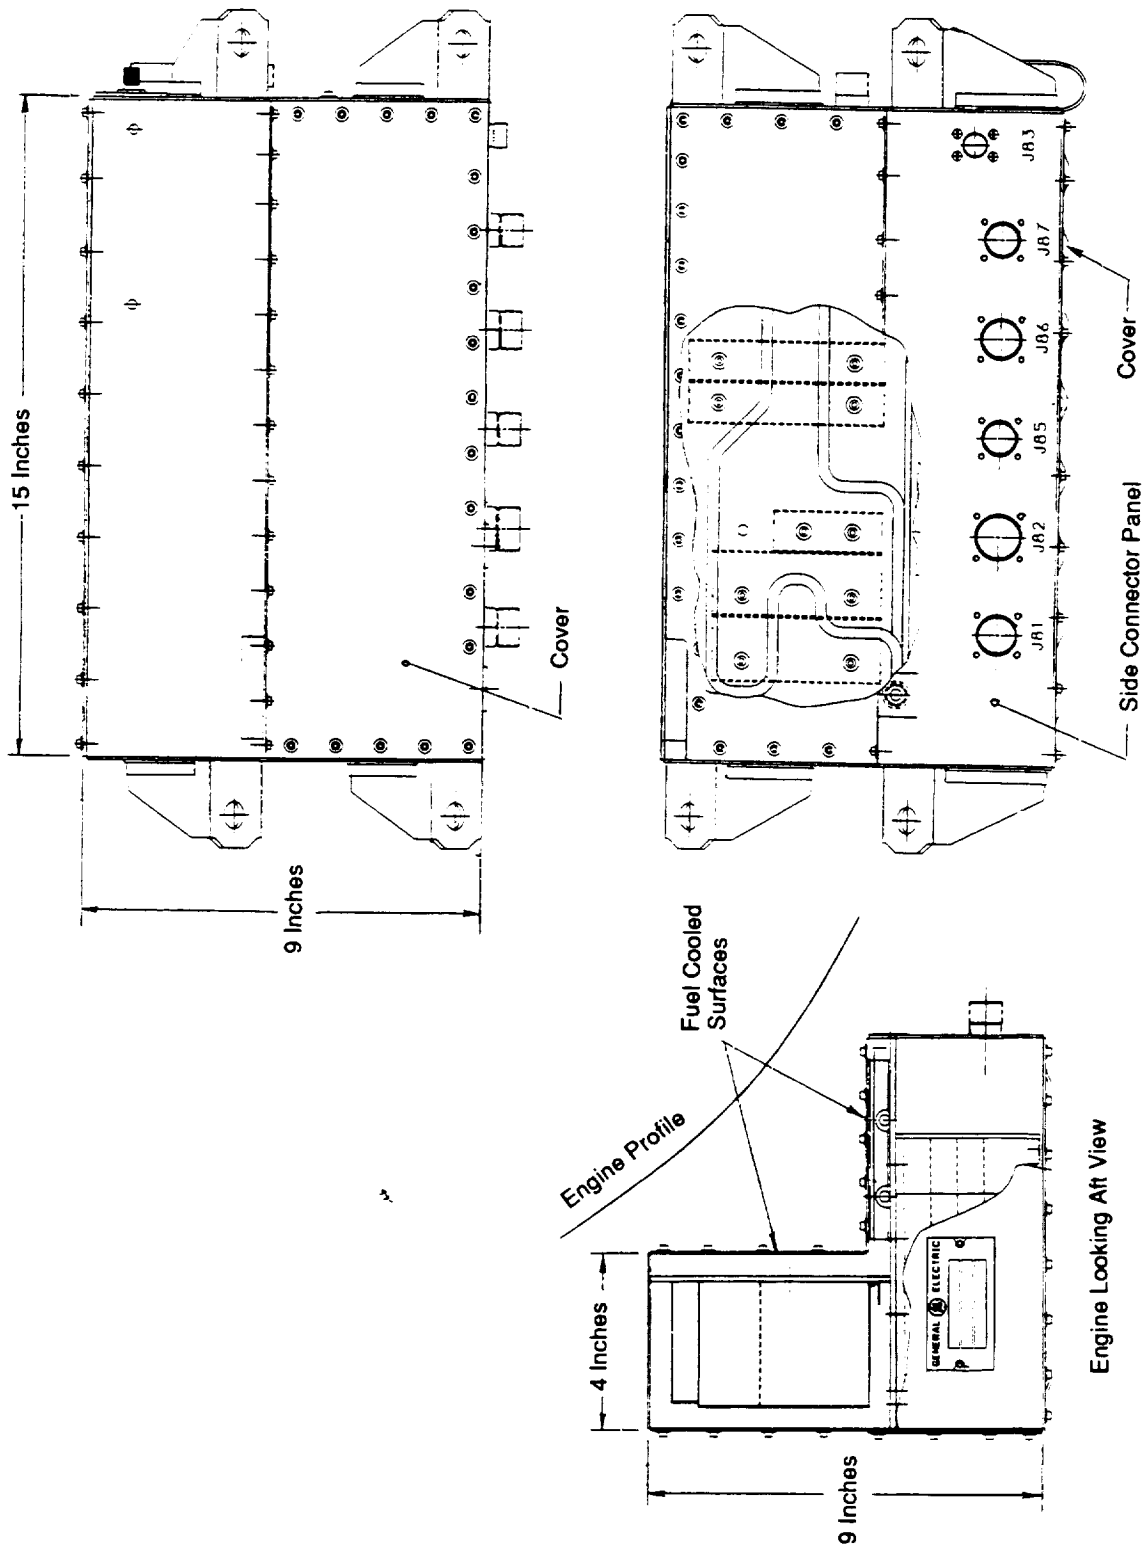 15 Inches
9 Inches
Cover
J81
J82
J85
J86
J87
J83
Side Connector Panel
Cover
Engine Profile
Fuel Cooled
Surfaces
4 Inches
9 Inches
GENERAL ELECTRIC
Engine Looking Aft View